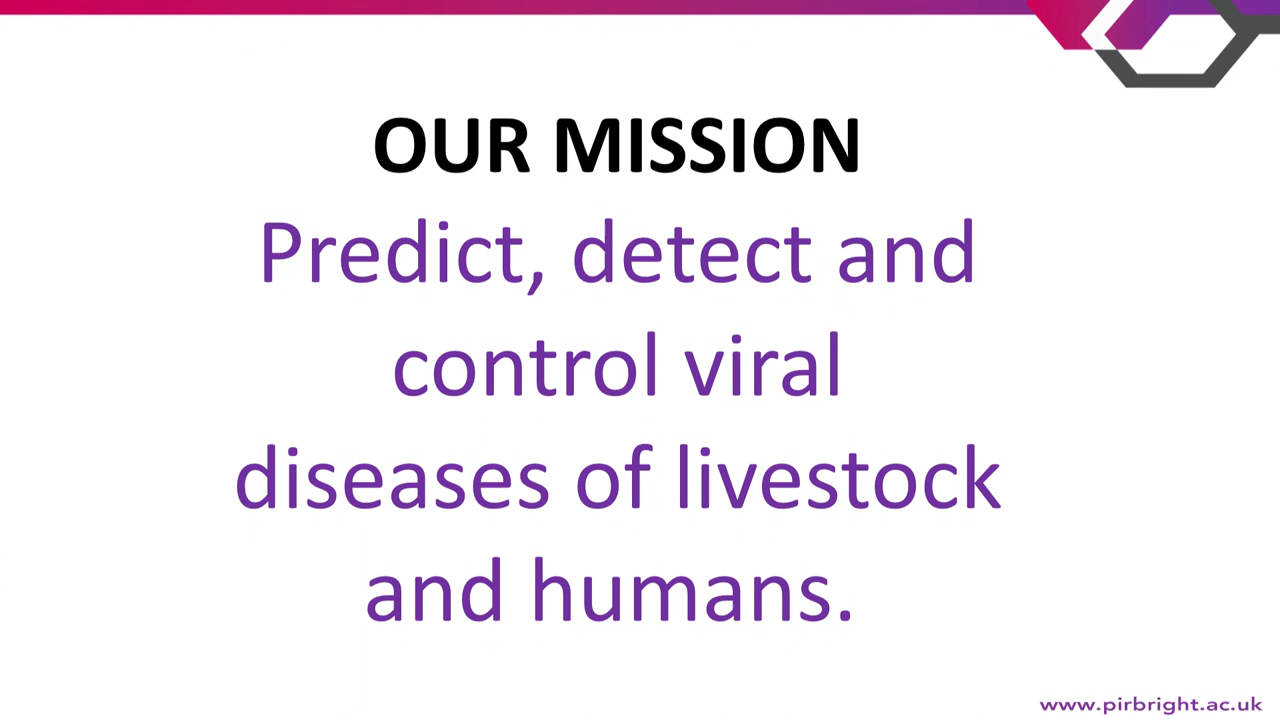 OUR MISSION
Predict, detect and
control viral
diseases of livestock
and humans.
www.pirbright.ac.uk